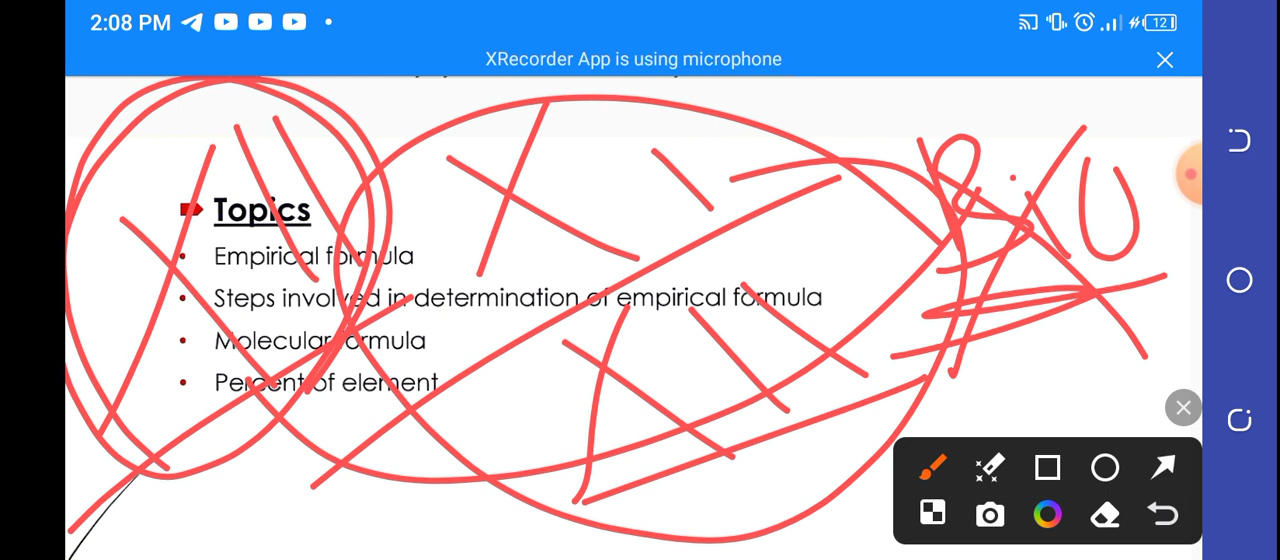 2:08 PM 12
XRecorder App is using microphone
Topics
Empirical formula
Steps involved in determination of empirical formula
Molecular formula
Percent of element